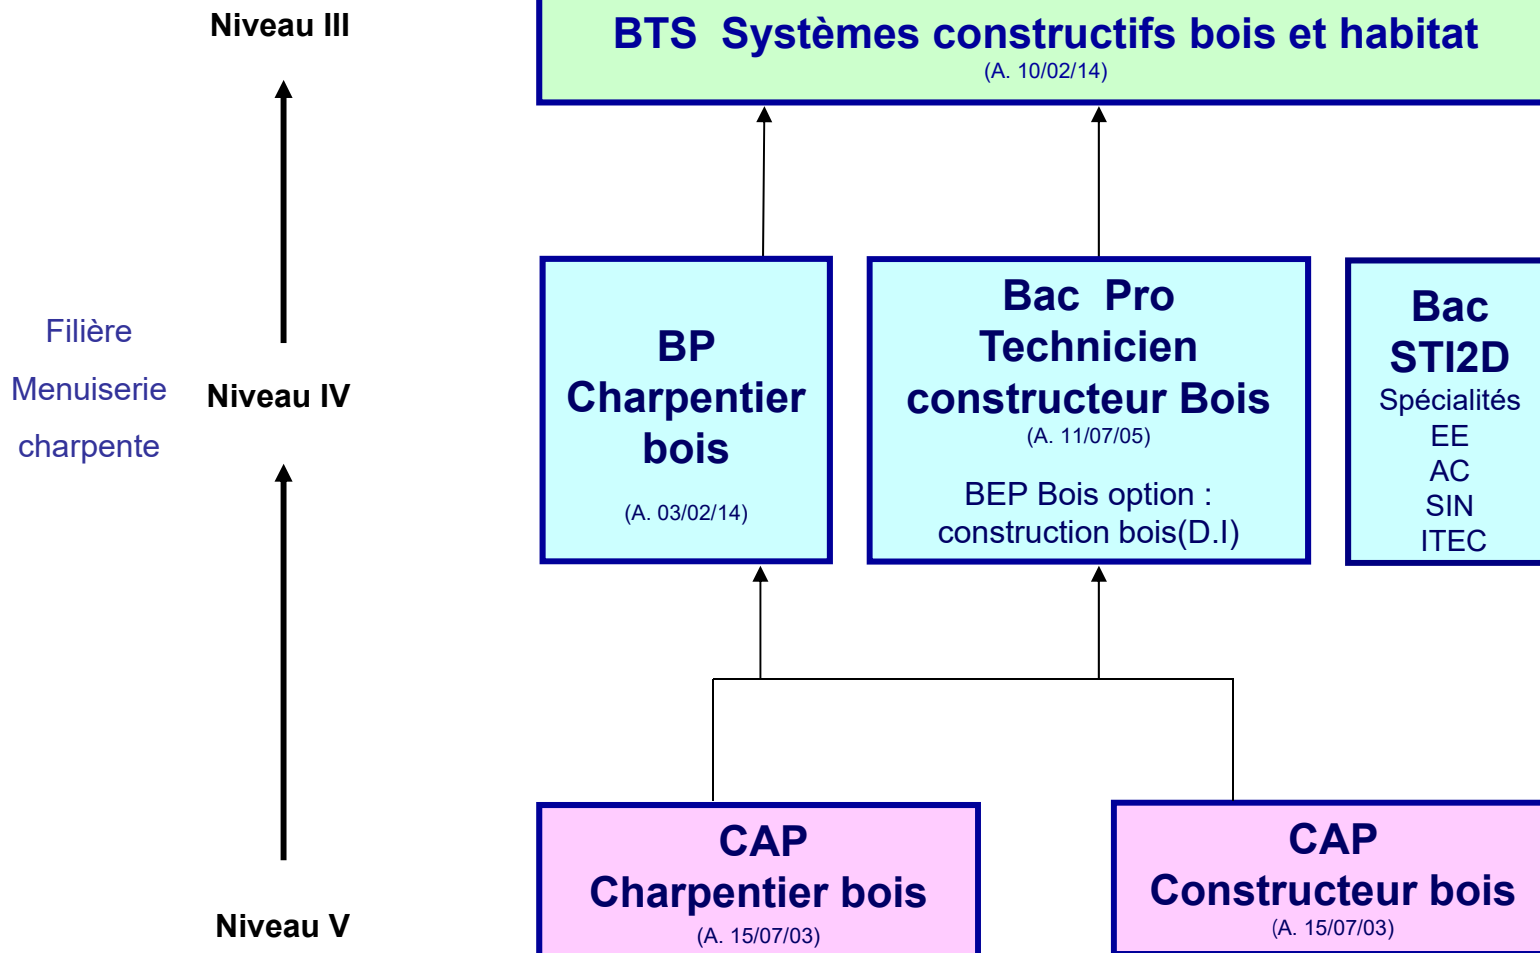 Niveau III
BTS Systèmes constructifs bois et habitat
(A. 10/02/14)
Filière
Menuiserie
charpente
Niveau IV
BP
Charpentier
bois
(A. 03/02/14)
Bac Pro
Technicien
constructeur Bois
(A. 11/07/05)
BEP Bois option :
construction bois(D.I)
Bac
STI2D
Spécialités
EE
AC
SIN
ITEC
Niveau V
CAP
Charpentier bois
(A. 15/07/03)
CAP
Constructeur bois
(A. 15/07/03)